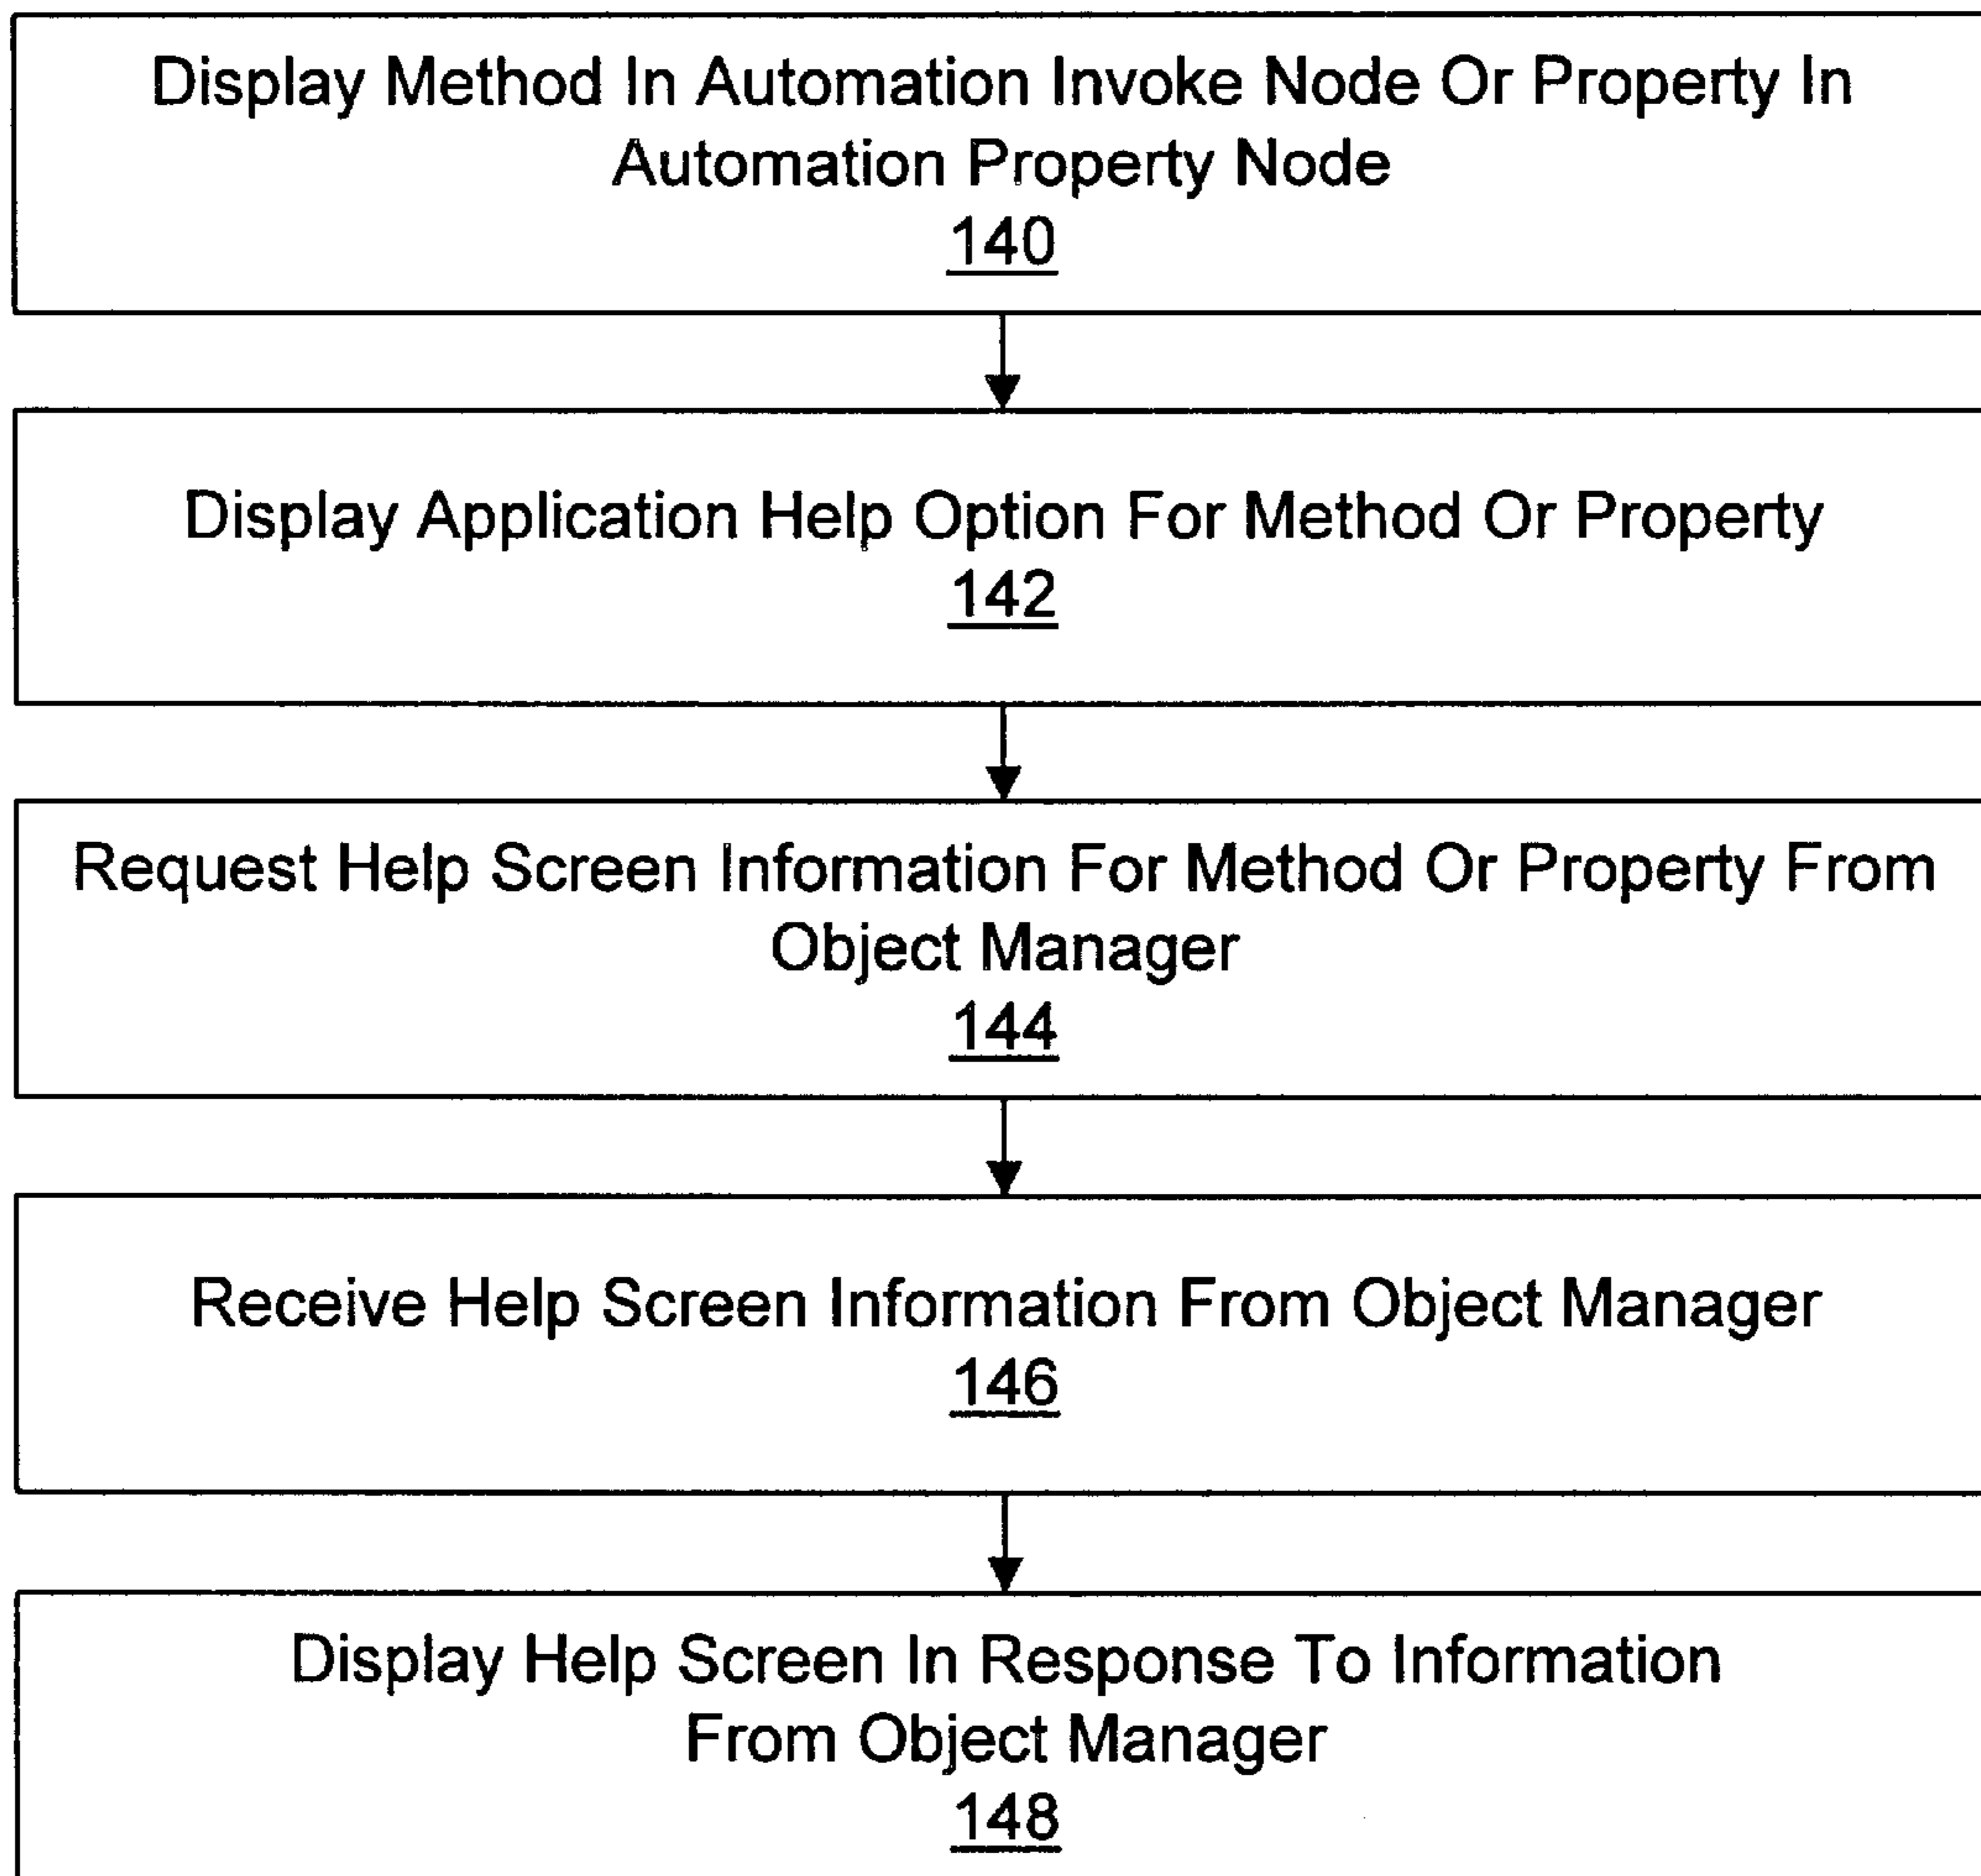 Display Method In Automation Invoke Node Or Property In
Automation Property Node
140
Display Application Help Option For Method Or Property
142
Request Help Screen Information For Method Or Property From
Object Manager
144
Receive Help Screen Information From Object Manager
146
Display Help Screen In Response To Information
From Object Manager
148